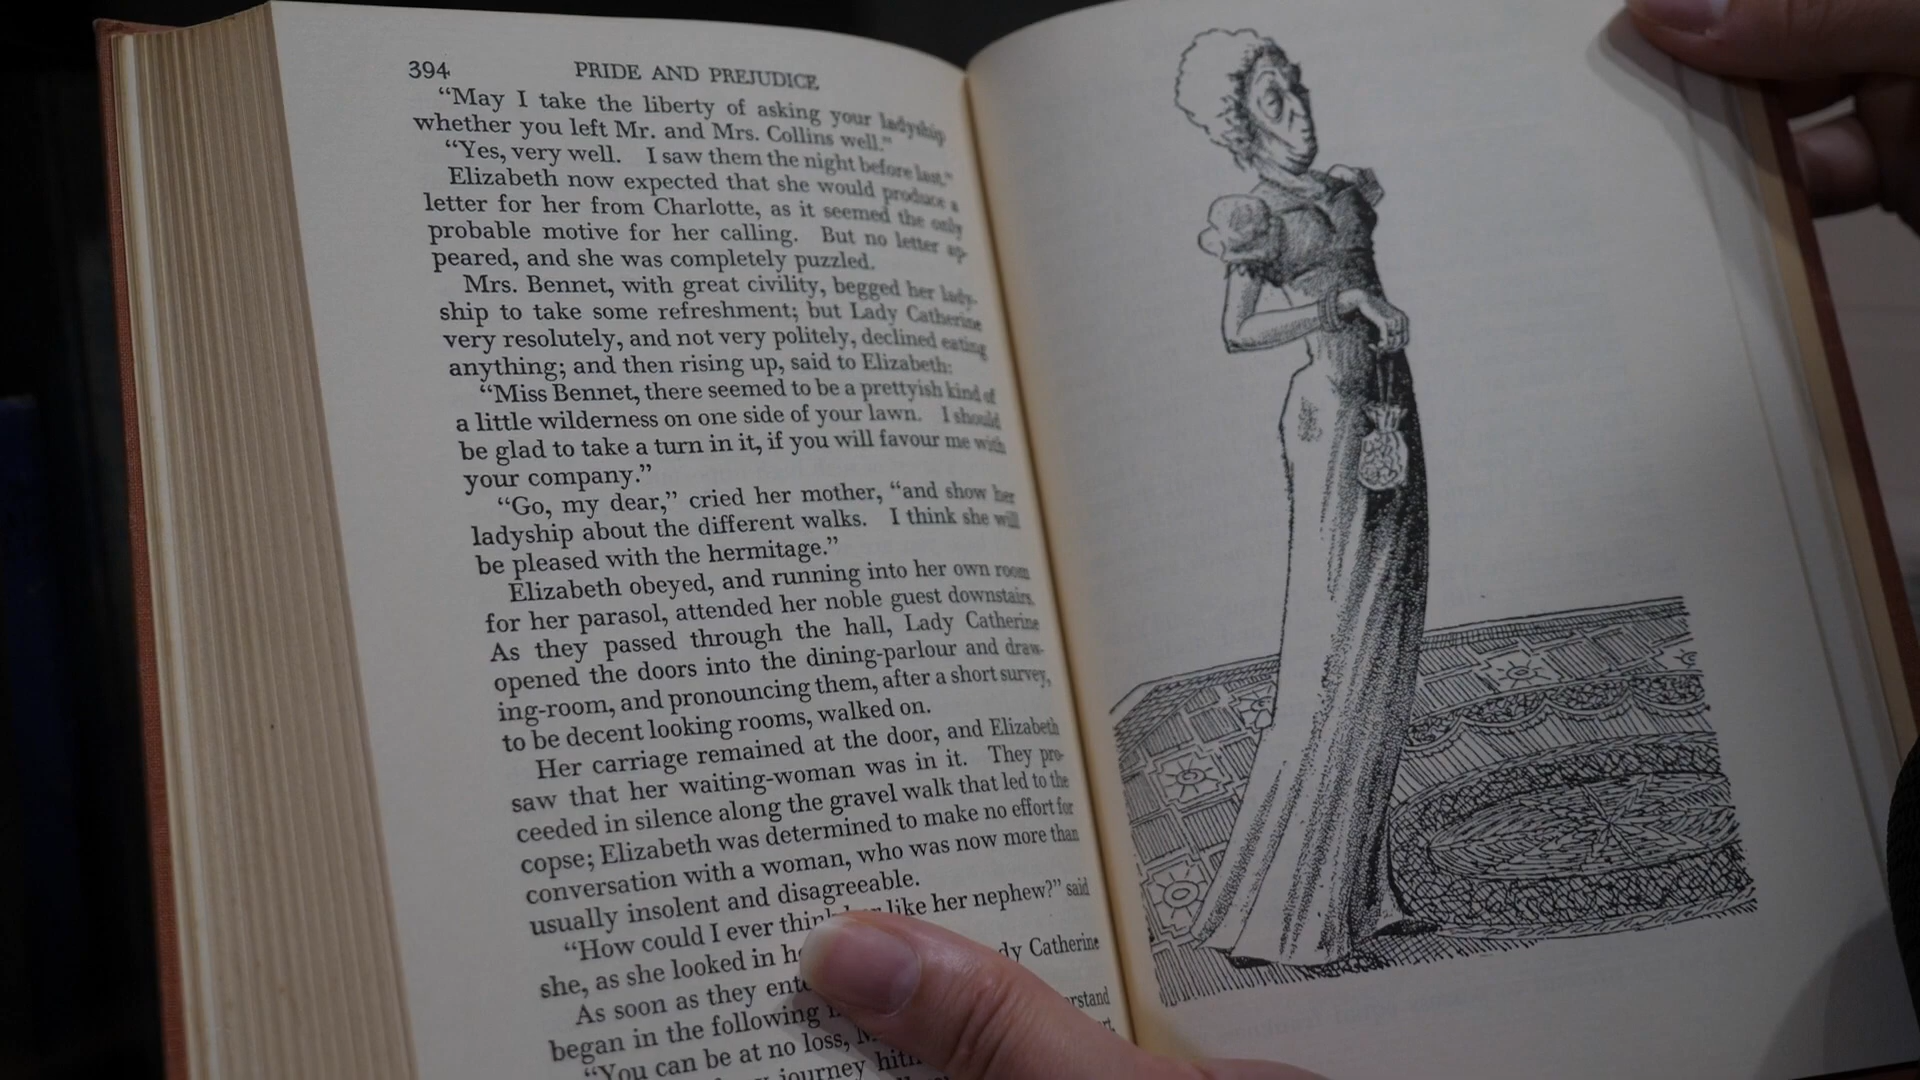 394 PRIDE AND PREJUDICE
“May I take the liberty of asking your ladyship
whether you left Mr. and Mrs. Collins well.”
“Yes, very well. I saw them the night before last.”
Elizabeth now expected that she would produce a
letter for her from Charlotte, as it seemed the only
probable motive for her calling. But no letter ap-
peared, and she was completely puzzled.
Mrs. Bennet, with great civility, begged her lady-
ship to take some refreshment; but Lady Catherine
very resolutely, and not very politely, declined eating
anything; and then rising up, said to Elizabeth:
“Miss Bennet, there seemed to be a prettyish kind of
a little wilderness on one side of your lawn. I should
be glad to take a turn in it, if you will favour me with
your company.”
“Go, my dear,” cried her mother, “and show her
ladyship about the different walks. I think she will
be pleased with the hermitage.”
Elizabeth obeyed, and running into her own room
for her parasol, attended her noble guest downstairs.
As they passed through the hall, Lady Catherine
opened the doors into the dining-parlour and draw-
ing-room, and pronouncing them, after a short survey,
to be decent looking rooms, walked on.
Her carriage remained at the door, and Elizabeth
saw that her waiting-woman was in it. They pro-
ceeded in silence along the gravel walk that led to the
copse; Elizabeth was determined to make no effort for
conversation with a woman, who was now more than
usually insolent and disagreeable.
“How could I ever think like her nephew?” said
she, as she looked in
As soon as they Catherine
began in the following
“You can be at no loss,
journey